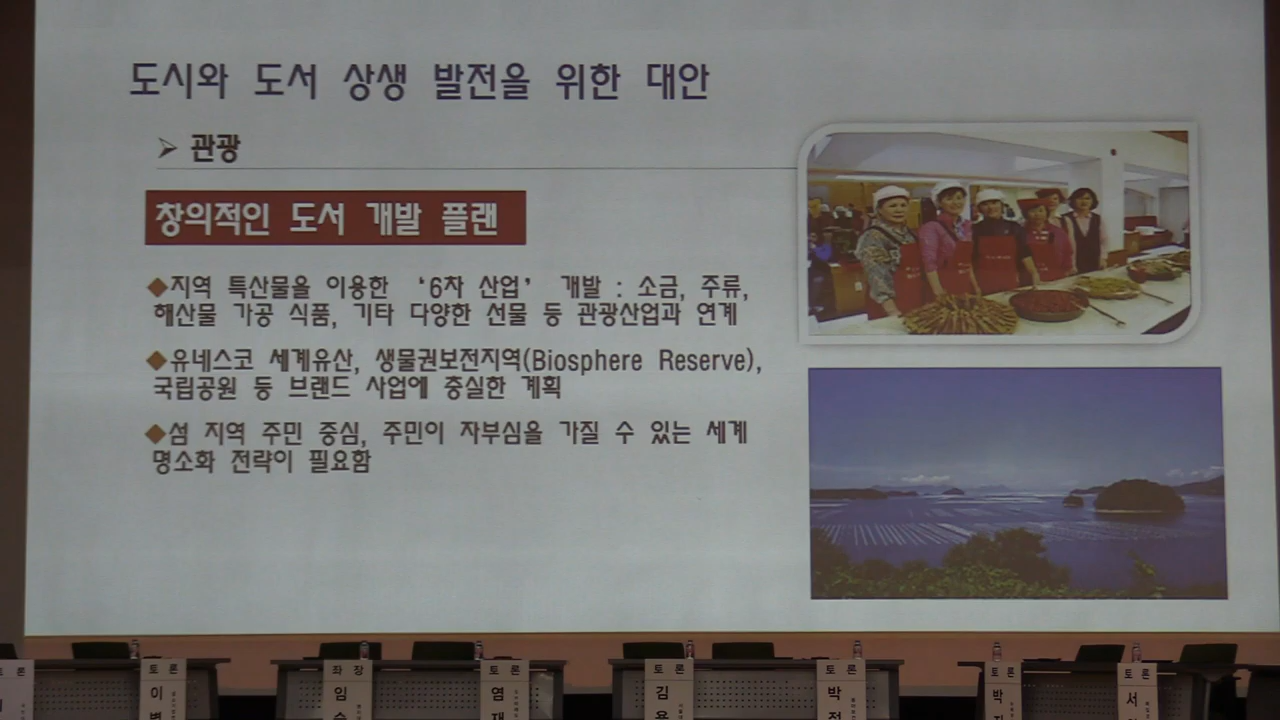 도시와 도서 상생 발전을 위한 대안
➢ 관광
창의적인 도서 개발 플랜
◆지역 특산물을 이용한 ‘6차 산업’ 개발 : 소금, 주류,
해산물 가공 식품, 기타 다양한 선물 등 관광산업과 연계
◆유네스코 세계유산, 생물권보전지역(Biosphere Reserve),
국립공원 등 브랜드 사업에 충실한 계획
◆섬 지역 주민 중심, 주민이 자부심을 가질 수 있는 세계
명소화 전략이 필요함
토론
이
좌장
임
토론
염
토론
김
토론
박
토론
박
토론
서